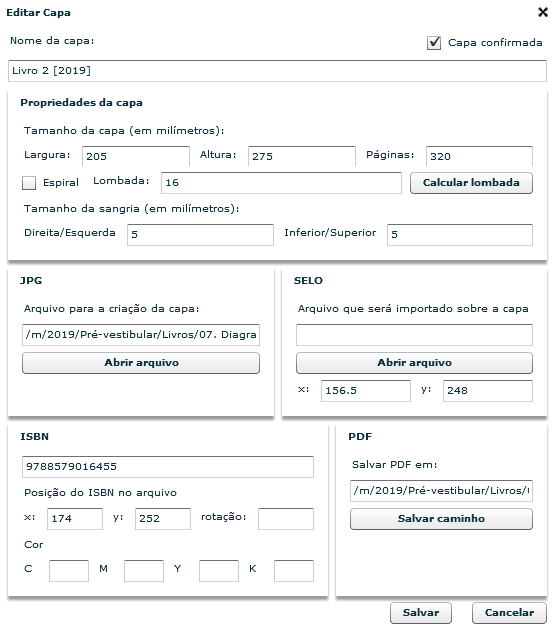 Editar Capa
Nome da capa:
Capa confirmada
Livro 2 [2019]
Propriedades da capa
Tamanho da capa (em milímetros):
Largura: 205 Altura: 275 Páginas: 320
Espiral Lombada: 16 Calcular lombada
Tamanho da sangria (em milímetros):
Direita/Esquerda 5 Inferior/Superior 5
JPG
Arquivo para a criação da capa:
/m/2019/Pré-vestibular/Livros/07. Diagra
Abrir arquivo
SELO
Arquivo que será importado sobre a capa
Abrir arquivo
x: 156.5 y: 248
ISBN
9788579016455
Posição do ISBN no arquivo
x: 174 y: 252 rotação:
Cor
C M Y K
PDF
Salvar PDF em:
/m/2019/Pré-vestibular/Livros/
Salvar caminho
Salvar Cancelar